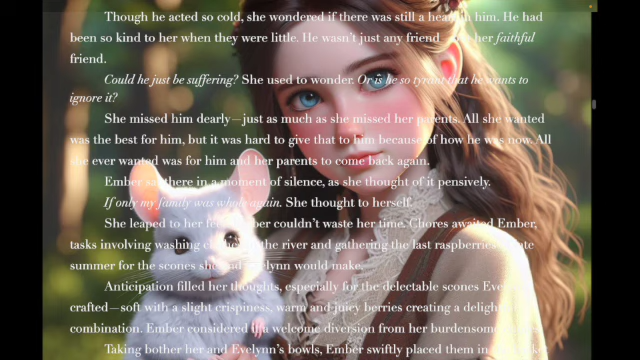 Though he acted so cold, she wondered if there was still a heart in him. He had
been so kind to her when they were little. He wasn't just any friend her faithful
friend.
Could he just be suffering? She used to wonder. Or is he so tyrant that he wants to
ignore it?
She missed him dearly—just as much as she missed her parents. All she wanted
was the best for him, but it was hard to give that to him because of how he was now. All
she ever wanted was for him and her parents to come back again.
Ember sat there in a moment of silence, as she thought of it pensively.
If only my family was whole again. She thought to herself.
She leaped to her feet. Ember couldn't waste her time. Chores awaited Ember,
tasks involving washing the river and gathering the last raspberries late
summer for the scones she and Evelynn would make.
Anticipation filled her thoughts, especially for the delectable scones
crafted—soft with a slight crispiness, warm and juicy berries creating a
combination. Ember considered it a welcome diversion from her
Taking bother her and Evelynn's bowls, Ember swiftly placed them in